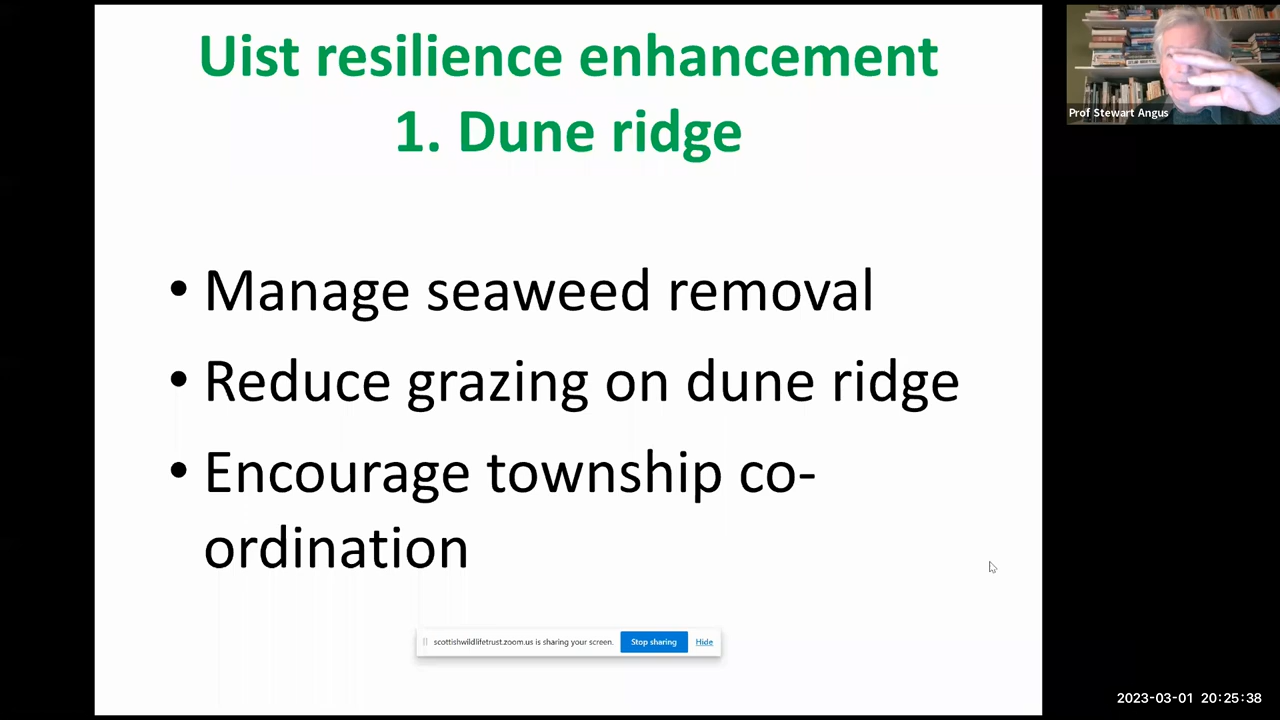 Uist resilience enhancement
1. Dune ridge
• Manage seaweed removal
• Reduce grazing on dune ridge
• Encourage township co-
ordination
scottishwildlifetrust.zoom.us is sharing your screen. Stop sharing Hide
Prof Stewart Angus
2023-03-01 20:25:38